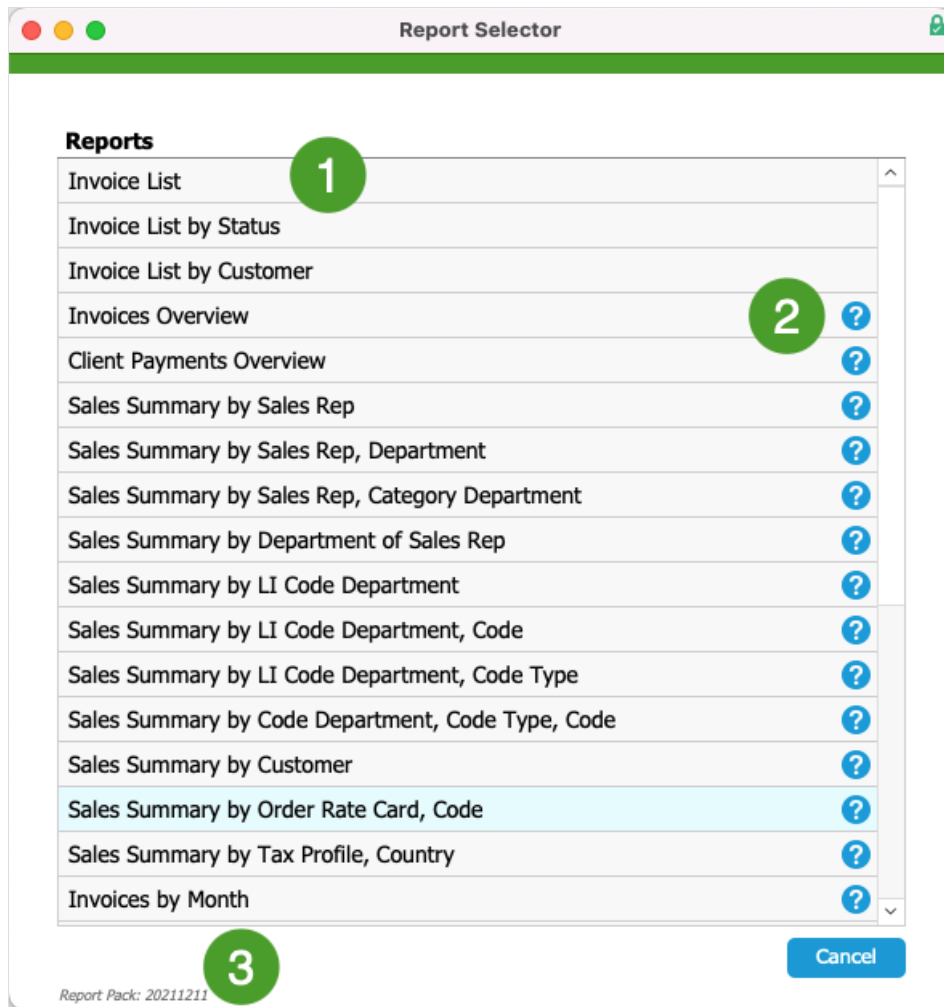 Report Selector
Reports
Invoice List
1
Invoice List by Status
Invoice List by Customer
Invoices Overview
2
?
Client Payments Overview
?
Sales Summary by Sales Rep
?
Sales Summary by Sales Rep, Department
?
Sales Summary by Sales Rep, Category Department
?
Sales Summary by Department of Sales Rep
?
Sales Summary by LI Code Department
?
Sales Summary by LI Code Department, Code
?
Sales Summary by LI Code Department, Code Type
?
Sales Summary by Code Department, Code Type, Code
?
Sales Summary by Customer
?
Sales Summary by Order Rate Card, Code
?
Sales Summary by Tax Profile, Country
?
Invoices by Month
?
Cancel
3
Report Pack: 20211211